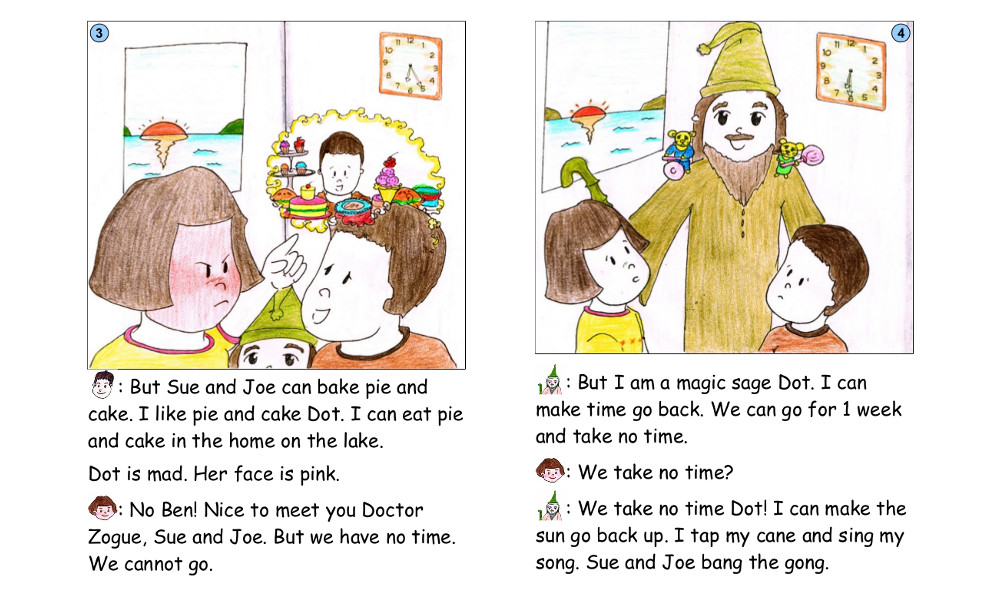 3
: But Sue and Joe can bake pie and
cake. I like pie and cake Dot. I can eat pie
and cake in the home on the lake.
Dot is mad. Her face is pink.
: No Ben! Nice to meet you Doctor
Zogue, Sue and Joe. But we have no time.
We cannot go.
4
: But I am a magic sage Dot. I can
make time go back. We can go for 1 week
and take no time.
: We take no time?
: We take no time Dot! I can make the
sun go back up. I tap my cane and sing my
song. Sue and Joe bang the gong.